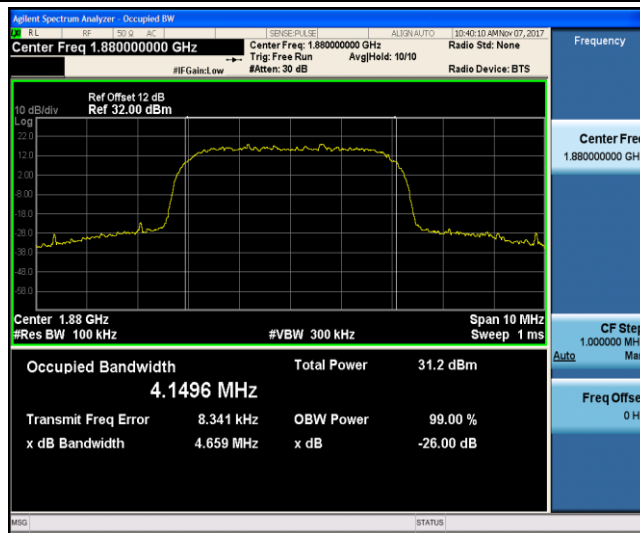 Agilent Spectrum Analyzer - Occupied BW
RL RF 50 Ω AC SENSE:PULSE ALIGNAUTO 10:40:10 AM Nov 07, 2017
Center Freq 1.880000000 GHz
Center Freq: 1.880000000 GHz Radio Std: None
Trig: Free Run Avg|Hold: 10/10
#IFGain:Low #Atten: 30 dB Radio Device: BTS
Frequency
Ref Offset 12 dB
10 dB/div Ref 32.00 dBm
Log
22.0
12.0
2.00
-8.00
-18.0
-28.0
-38.0
-48.0
-58.0
Center 1.88 GHz Span 10 MHz
#Res BW 100 kHz #VBW 300 kHz Sweep 1 ms
Occupied Bandwidth Total Power 31.2 dBm
4.1496 MHz
Transmit Freq Error 8.341 kHz OBW Power 99.00 %
x dB Bandwidth 4.659 MHz x dB -26.00 dB
Center Fre
1.880000000 GH
CF Step
1.000000 MH
Auto Ma
Freq Offse
0 H
MSG STATUS